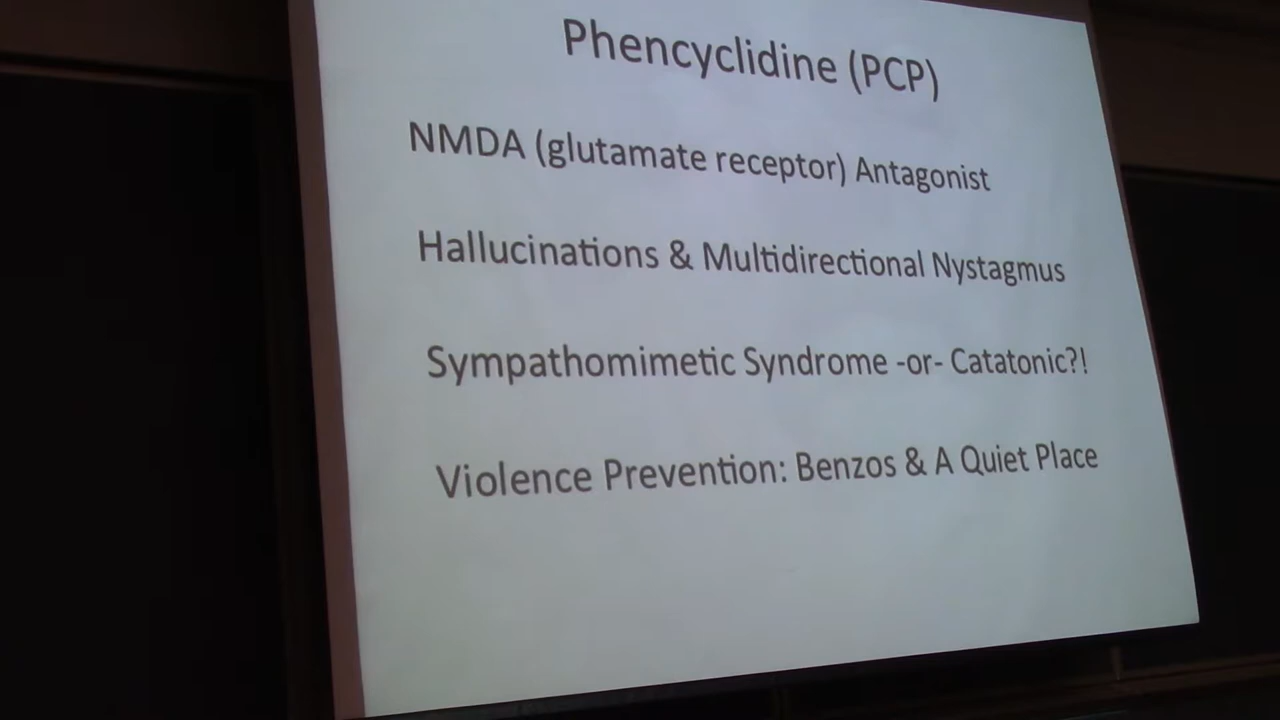 Phencyclidine (PCP)
NMDA (glutamate receptor) Antagonist
Hallucinations & Multidirectional Nystagmus
Sympathomimetic Syndrome -or- Catatonic?!
Violence Prevention: Benzos & A Quiet Place